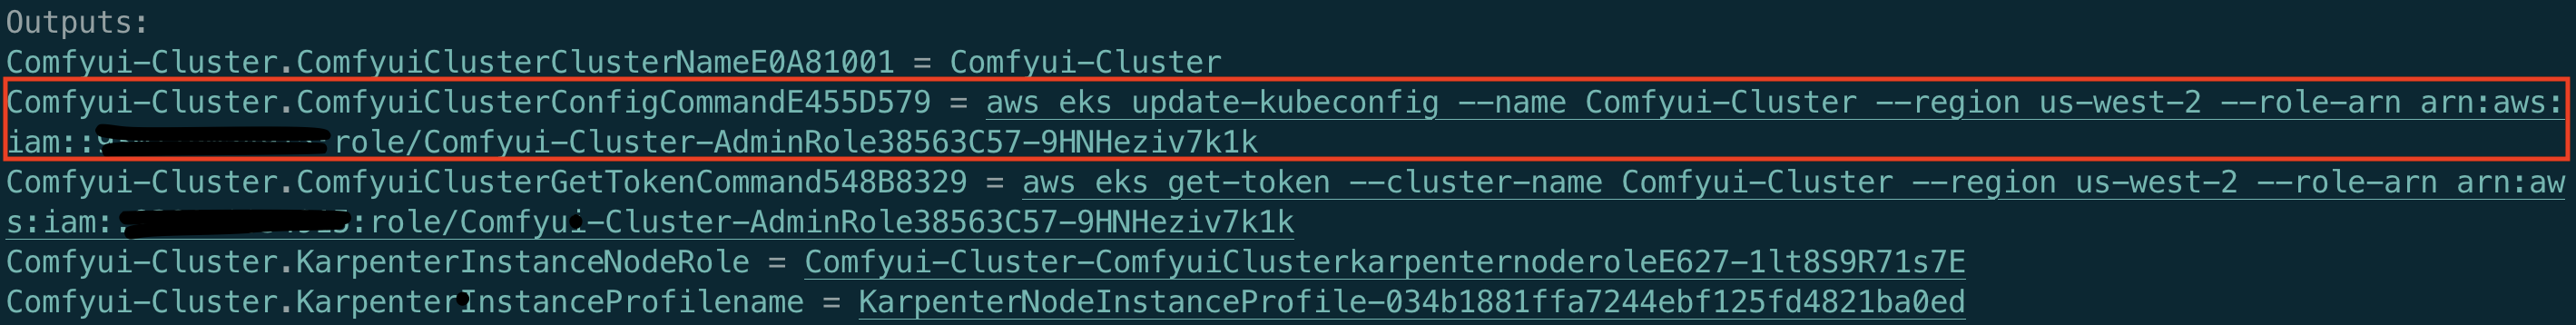 Outputs:
Comfyui-Cluster.ComfyuiClusterClusterNameE0A81001 = Comfyui-Cluster
Comfyui-Cluster.ComfyuiClusterConfigCommandE455D579 = aws eks update-kubeconfig --name Comfyui-Cluster --region us-west-2 --role-arn arn:aws:
iam:: role/Comfyui-Cluster-AdminRole38563C57-9HNHeziv7k1k
Comfyui-Cluster.ComfyuiClusterGetTokenCommand548B8329 = aws eks get-token --cluster-name Comfyui-Cluster --region us-west-2 --role-arn arn:aw
s:iam: :role/Comfyui-Cluster-AdminRole38563C57-9HNHeziv7k1k
Comfyui-Cluster.KarpenterInstanceNodeRole = Comfyui-Cluster-ComfyuiClusterkarpenternoderoleE627-1lt8S9R71s7E
Comfyui-Cluster.KarpenterInstanceProfilename = KarpenterNodeInstanceProfile-034b1881ffa7244ebf125fd4821ba0ed